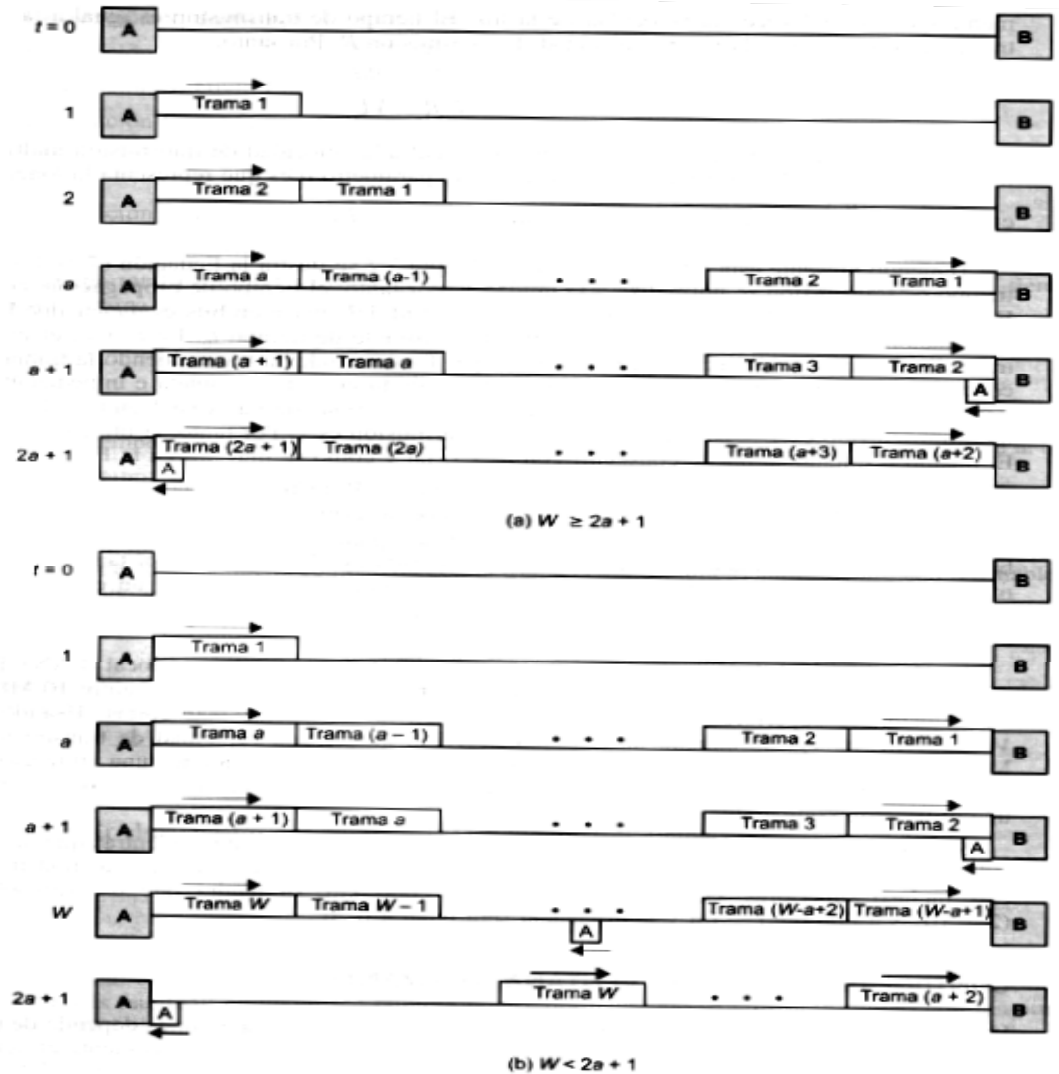 t = 0 A B
1 A Trama 1 B
2 A Trama 2 Trama 1 B
a A Trama a Trama (a-1) • • • Trama 2 Trama 1 B
a + 1 A Trama (a + 1) Trama a • • • Trama 3 Trama 2 B
A
2a + 1 A Trama (2a + 1) Trama (2a) • • • Trama (a+3) Trama (a+2) B
A
(a) W ≥ 2a + 1
t = 0 A B
1 A Trama 1 B
a A Trama a Trama (a – 1) • • • Trama 2 Trama 1 B
a + 1 A Trama (a + 1) Trama a • • • Trama 3 Trama 2 B
A
W A Trama W Trama W – 1 • • • Trama (W-a+2) Trama (W-a+1) B
A
2a + 1 A Trama W • • • Trama (a + 2) B
A
(b) W < 2a + 1